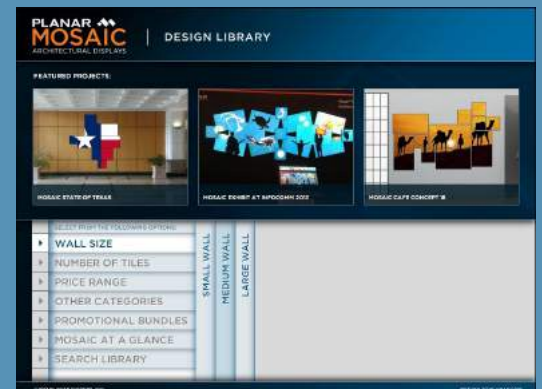 PLANAR
MOSAIC
ARCHITECTURAL DISPLAYS
DESIGN LIBRARY
FEATURED PROJECTS:
MOSAIC STATE OF TEXAS
MOSAIC EXHIBIT AT INFOCOMM 2012
MOSAIC CAFE CONCEPT 18
SELECT FROM THE FOLLOWING OPTIONS:
WALL SIZE
NUMBER OF TILES
PRICE RANGE
OTHER CATEGORIES
PROMOTIONAL BUNDLES
MOSAIC AT A GLANCE
SEARCH LIBRARY
SMALL WALL
MEDIUM WALL
LARGE WALL